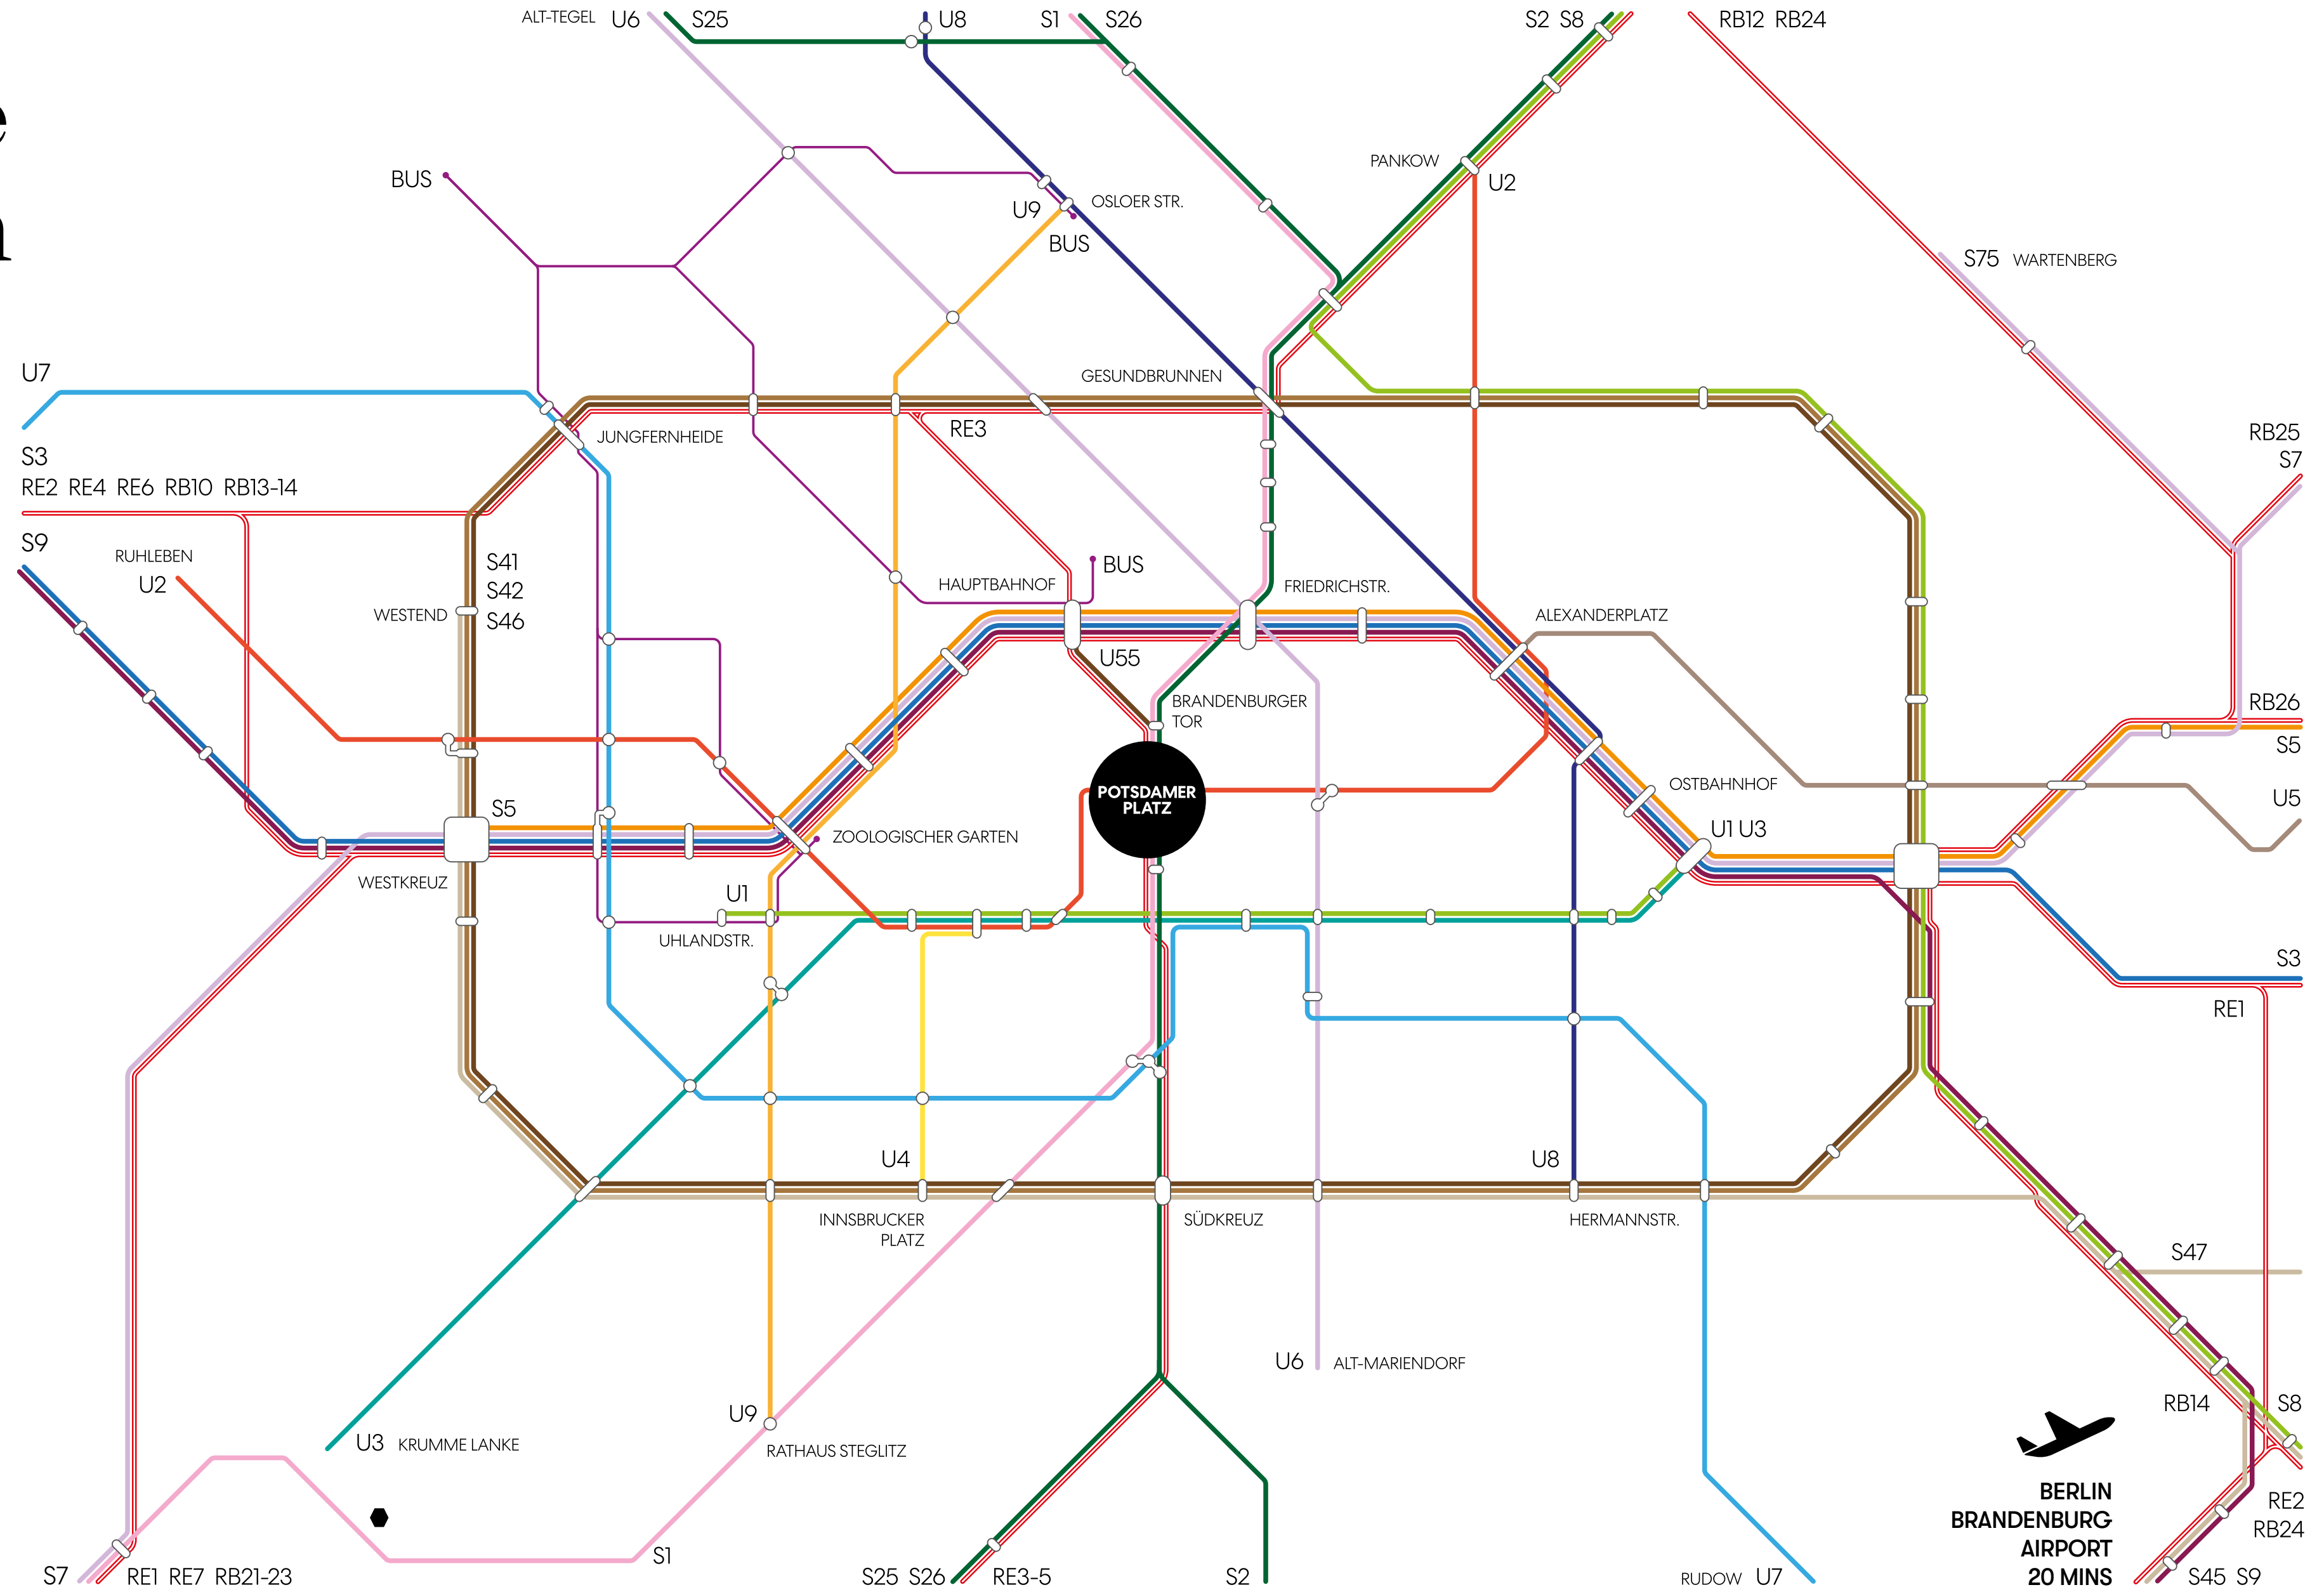 ALT-TEGEL U6 S25 U8 S1 S26 S2 S8 RB12 RB24
e
PANKOW
BUS
U2
OSLOER STR.
U9
n
BUS
S75 WARTENBERG
U7
GESUNDBRUNNEN
RE3
JUNGFERNHEIDE
RB25
S3
S7
RE2 RE4 RE6 RB10 RB13-14
S9
RUHLEBEN
U2
S41
S42
S46
WESTEND
BUS
HAUPTBAHNOF
FRIEDRICHSTR.
ALEXANDERPLATZ
U55
BRANDENBURGER
TOR
RB26
S5
POTSDAMER
PLATZ
OSTBAHNHOF
U5
S5
U1 U3
ZOOLOGISCHER GARTEN
WESTKREUZ
U1
UHLANDSTR.
S3
RE1
U4
U8
INNSBRUCKER
PLATZ
SÜDKREUZ
HERMANNSTR.
S47
U6 ALT-MARIENDORF
U9
RB14
S8
U3 KRUMME LANKE
RATHAUS STEGLITZ
BERLIN
BRANDENBURG
AIRPORT
20 MINS
RE2
RB24
S1
S7 RE1 RE7 RB21-23
S25 S26 RE3-5
S2
RUDOW U7
S45 S9